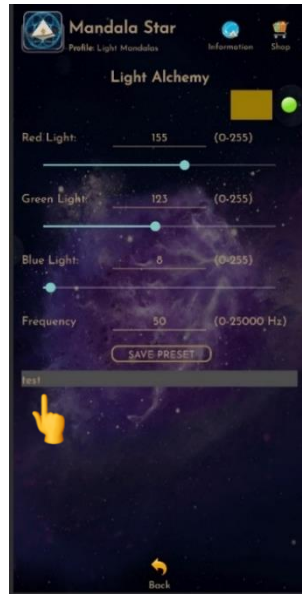 Mandala Star
Profile: Light Mandalas
Information
Shop
Light Alchemy
Red Light: 155 (0-255)
Green Light: 123 (0-255)
Blue Light: 8 (0-255)
Frequency 50 (0-25000 Hz)
SAVE PRESET
test
Back